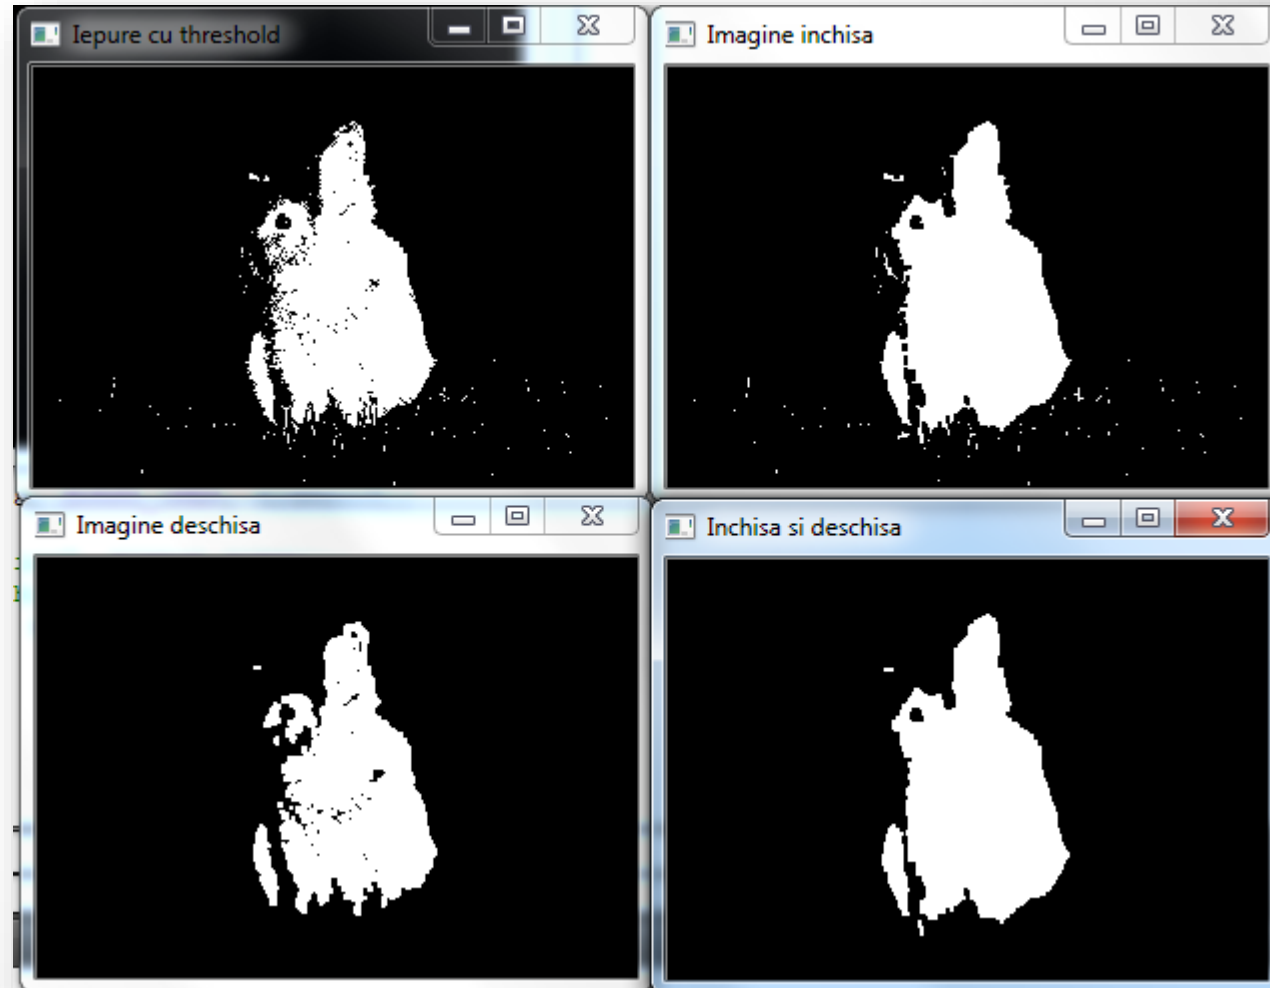 Iepure cu threshold
Imagine inchisa
Imagine deschisa
Inchisa si deschisa